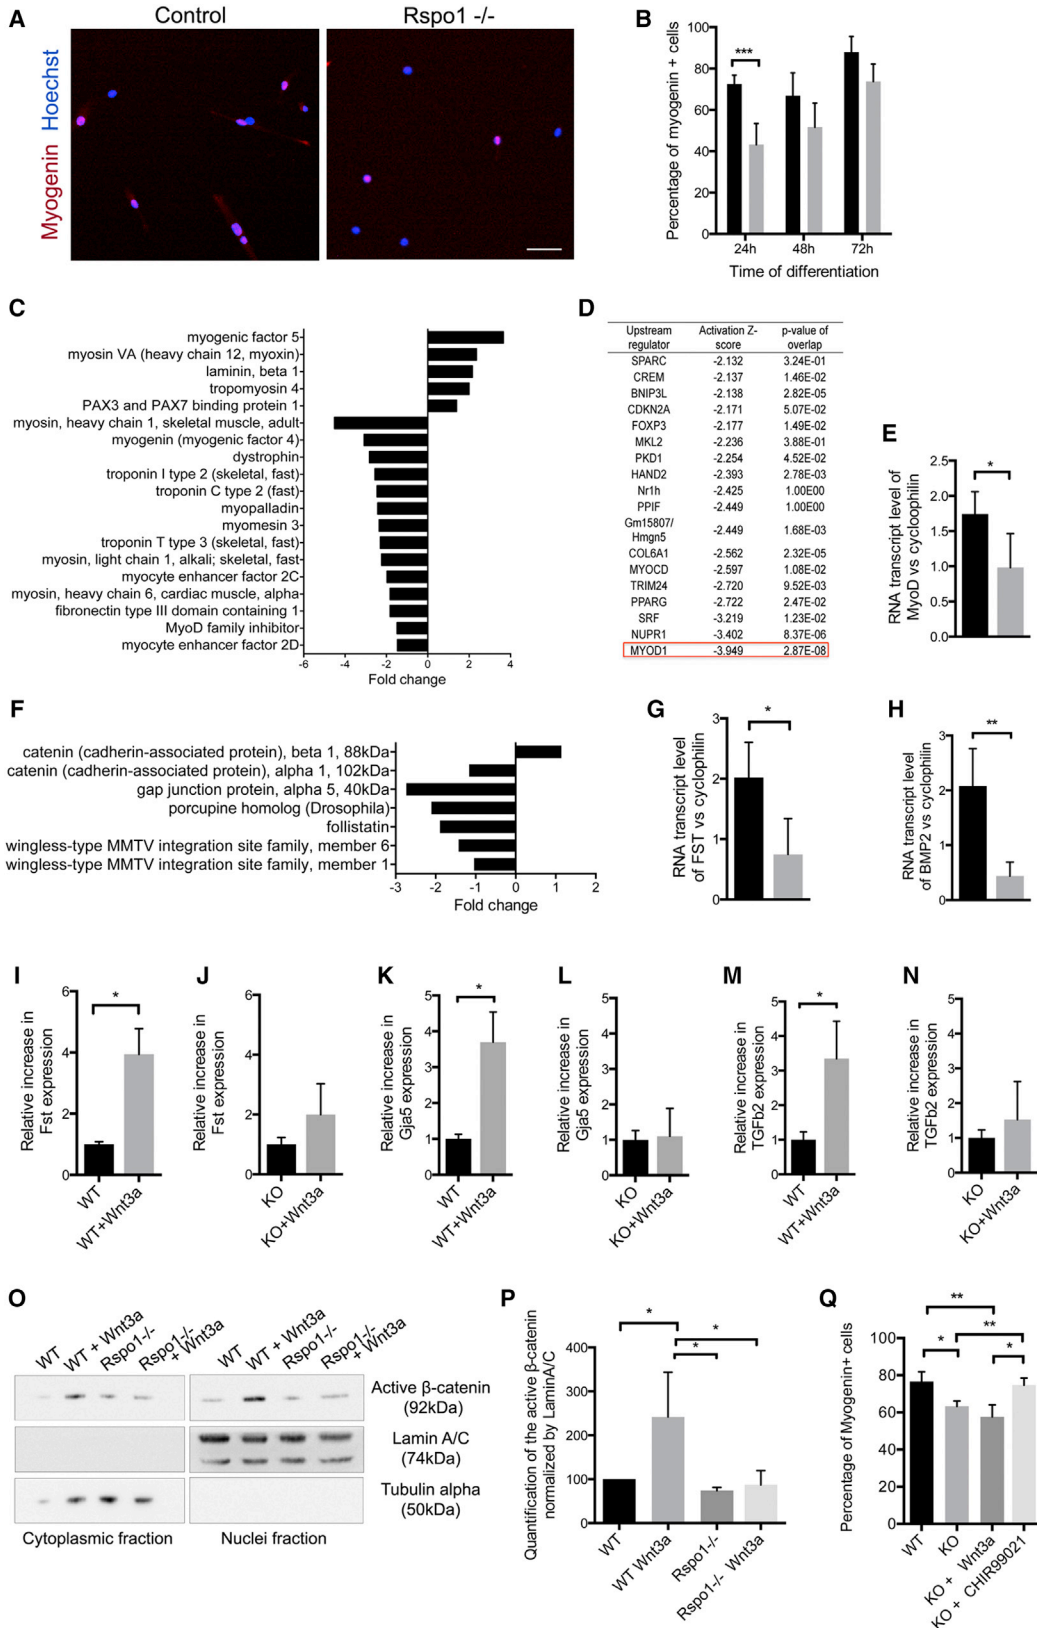 A
Control
Rspo1 -/-
Myogenin Hoechst
B
Percentage of myogenin + cells
100
80
60
40
20
0
***
24h
48h
72h
Time of differentiation
C
myogenic factor 5
myosin VA (heavy chain 12, myoxin)
laminin, beta 1
tropomyosin 4
PAX3 and PAX7 binding protein 1
myosin, heavy chain 1, skeletal muscle, adult
myogenin (myogenic factor 4)
dystrophin
troponin I type 2 (skeletal, fast)
troponin C type 2 (fast)
myopalladin
myomesin 3
troponin T type 3 (skeletal, fast)
myosin, light chain 1, alkali; skeletal, fast
myocyte enhancer factor 2C
myosin, heavy chain 6, cardiac muscle, alpha
fibronectin type III domain containing 1
MyoD family inhibitor
myocyte enhancer factor 2D
-6 -4 -2 0 2 4
Fold change
D
Upstream regulator Activation Z-score p-value of overlap
SPARC -2.132 3.24E-01
CREM -2.137 1.46E-02
BNIP3L -2.138 2.82E-05
CDKN2A -2.171 5.07E-02
FOXP3 -2.177 1.49E-02
MKL2 -2.236 3.88E-01
PKD1 -2.254 4.52E-02
HAND2 -2.393 2.78E-03
Nr1h -2.425 1.00E00
PPIF -2.449 1.00E00
Gm15807/Hmgn5 -2.449 1.68E-03
COL6A1 -2.562 2.32E-05
MYOCD -2.597 1.08E-02
TRIM24 -2.720 9.52E-03
PPARG -2.722 2.47E-02
SRF -3.219 1.23E-02
NUPR1 -3.402 8.37E-06
MYOD1 -3.949 2.87E-08
E
RNA transcript level of
MyoD vs cycloophilin
2.5
2.0
1.5
1.0
0.5
0.0
*
F
catenin (cadherin-associated protein), beta 1, 88kDa
catenin (cadherin-associated protein), alpha 1, 102kDa
gap junction protein, alpha 5, 40kDa
porcupine homolog (Drosophila)
follistatin
wingless-type MMTV integration site family, member 6
wingless-type MMTV integration site family, member 1
-3 -2 -1 0 1 2
Fold change
G
RNA transcript level
of FST vs cyclophilin
3
2
1
0
*
H
RNA transcript level
of BMP2 vs cyclophilin
3
2
1
0
**
I
Relative increase in
Fst expression
6
4
2
0
*
WT
WT+Wnt3a
J
Relative increase in
Fst expression
6
4
2
0
KO
KO+Wnt3a
K
Relative increase in
Gja5 expression
5
4
3
2
1
0
*
WT
WT+Wnt3a
L
Relative increase in
Gja5 expression
5
4
3
2
1
0
KO
KO+Wnt3a
M
Relative increase in
TGFb2 expression
5
4
3
2
1
0
*
WT
WT+Wnt3a
N
Relative increase in
TGFb2 expression
5
4
3
2
1
0
KO
KO+Wnt3a
O
WT
WT + Wnt3a
Rspo1-/-
Rspo1-/-
+ Wnt3a
WT
WT + Wnt3a
Rspo1-/-
Rspo1-/-
+ Wnt3a
Active β-catenin
(92kDa)
Lamin A/C
(74kDa)
Tubulin alpha
(50kDa)
Cytoplasmic fraction
Nuclei fraction
P
Quantification of the active β-catenin
normalized by LaminA/C
400
300
200
100
0
*
*
*
WT
WT Wnt3a
Rspo1-/-
Rspo1-/- Wnt3a
Q
Percentage of Myogenin+ cells
100
80
60
40
20
0
**
**
*
*
WT
KO
KO + Wnt3a
KO + CHIR99021